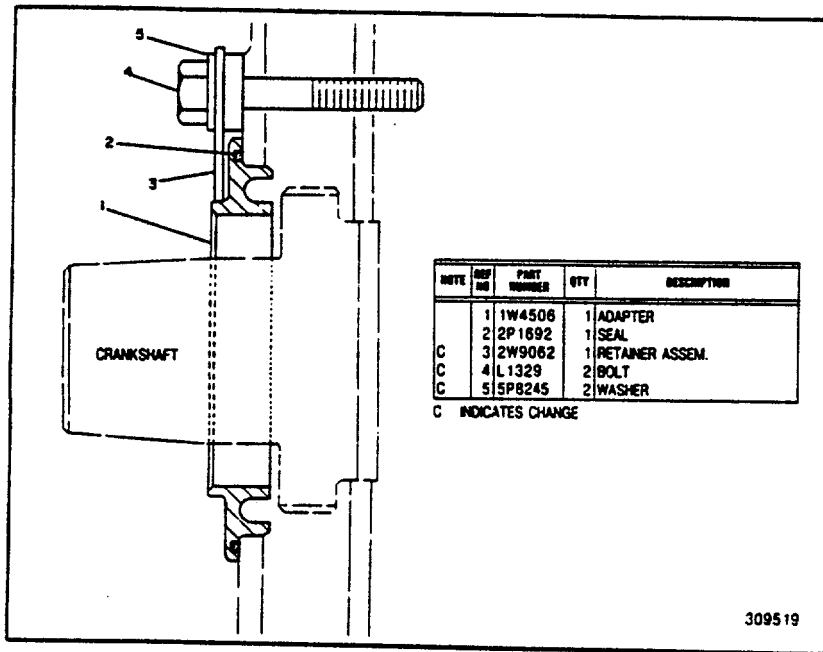 5
4
2
3
1
CRANKSHAFT
NOTE REF NO PART NUMBER QTY DESCRIPTION
1 1W4506 1 ADAPTER
2 2P1692 1 SEAL
C 3 2W9062 1 RETAINER ASSEM.
C 4 L1329 2 BOLT
C 5 5P8245 2 WASHER
C INDICATES CHANGE
309519